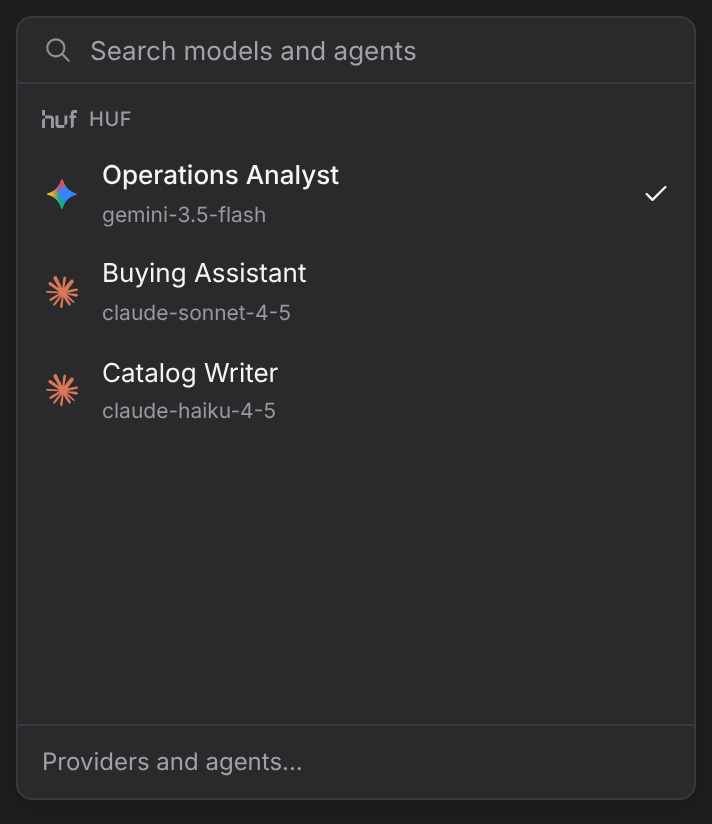 Search models and agents
huf HUF
Operations Analyst
gemini-3.5-flash
Buying Assistant
claude-sonnet-4-5
Catalog Writer
claude-haiku-4-5
Providers and agents...